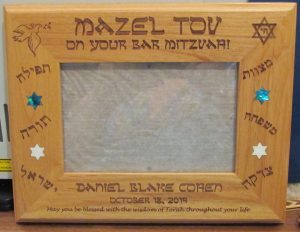 MAZEL TOV
ON YOUR BAR MITZVAH!
תפילה
מצוות
תורה
משפחה
ישראל
צדקה
DANIEL BLAKE COHEN
OCTOBER 18, 2014
May you be blessed with the wisdom of Torah throughout your life